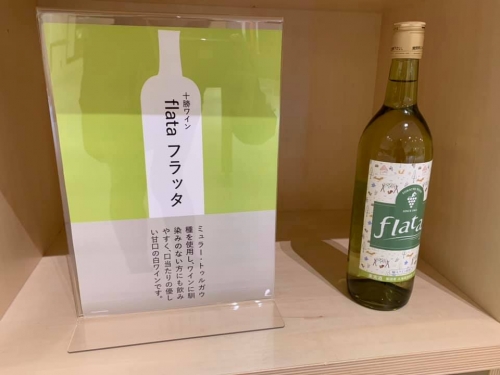 十勝ワイン
flata フラッタ
ミュラー・トゥルガウ
種を使用し、ワインに馴
染みのない方にも飲み
やすく、口当たりの優し
い甘口の白ワインです。
flata